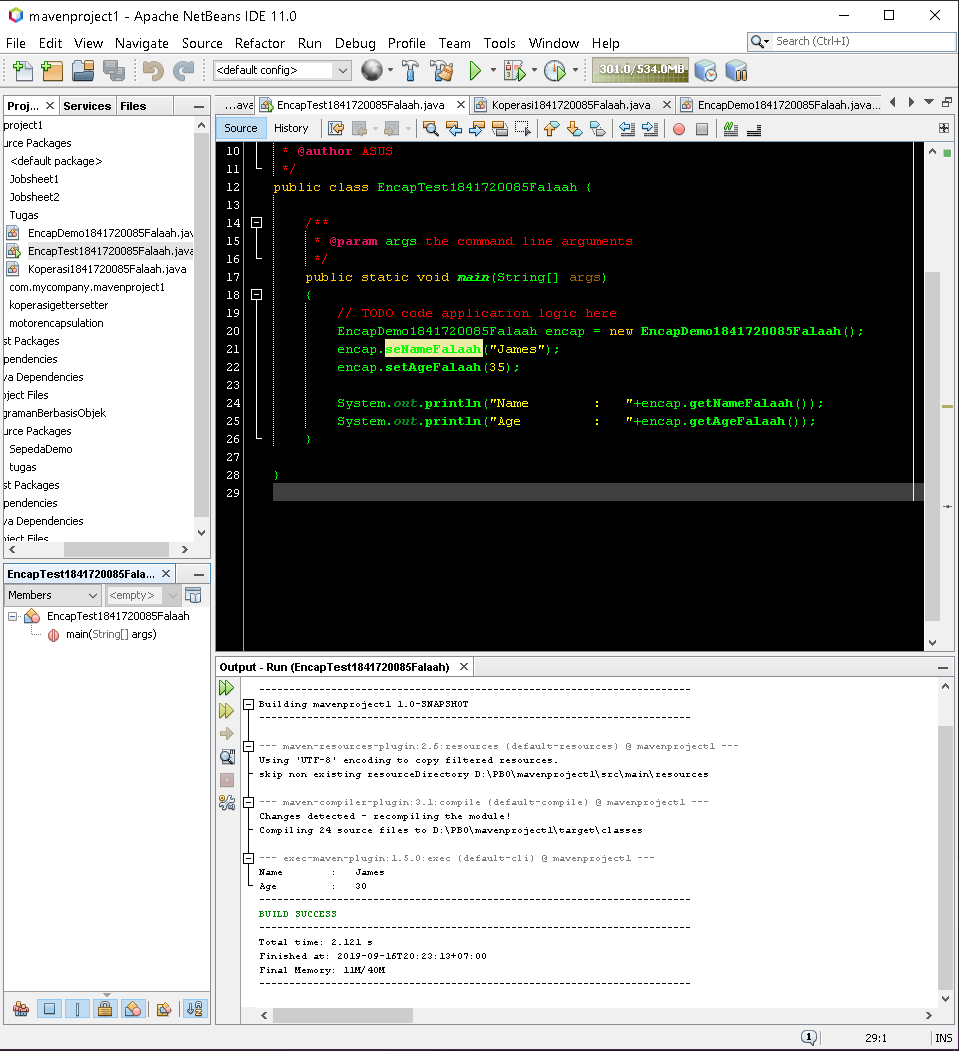 mavenproject1 - Apache NetBeans IDE 11.0
File Edit View Navigate Source Refactor Run Debug Profile Team Tools Window Help
Search (Ctrl+I)
<default config>
301.0/534.0MB
Proj... Services Files
project1
urce Packages
<default package>
Jobsheet1
Jobsheet2
Tugas
EncapDemo1841720085Falaah.jav
EncapTest1841720085Falaah.java
Koperasi1841720085Falaah.java
com.mycompany.mavenproject1
koperasigettersetter
motorencapsulation
st Packages
pendencies
va Dependencies
oject Files
gramanBerbasisObjek
urce Packages
SepedaDemo
tugas
st Packages
pendencies
va Dependencies
oject Files
...ava EncapTest1841720085Falaah.java Koperasi1841720085Falaah.java EncapDemo1841720085Falaah.java...
Source History
10 * @author ASUS
11 */
12 public class EncapTest1841720085Falaah {
13
14 /**
15 * @param args the command line arguments
16 */
17 public static void main(String[] args)
18 {
19 // TODO code application logic here
20 EncapDemo1841720085Falaah encap = new EncapDemo1841720085Falaah();
21 encap.seNameFalaah("James");
22 encap.setAgeFalaah(35);
23
24 System.out.println("Name : "+encap.getNameFalaah());
25 System.out.println("Age : "+encap.getAgeFalaah());
26 }
27
28 }
29
EncapTest1841720085Fala...
Members <empty>
EncapTest1841720085Falaah
main(String[] args)
Output - Run (EncapTest1841720085Falaah)
------------------------------------------------------------------------
Building mavenproject1 1.0-SNAPSHOT
------------------------------------------------------------------------
--- maven-resources-plugin:2.6:resources (default-resources) @ mavenproject1 ---
Using 'UTF-8' encoding to copy filtered resources.
skip non existing resourceDirectory D:\PBO\mavenproject1\src\main\resources
--- maven-compiler-plugin:3.1:compile (default-compile) @ mavenproject1 ---
Changes detected - recompiling the module!
Compiling 24 source files to D:\PBO\mavenproject1\target\classes
--- exec-maven-plugin:1.5.0:exec (default-cli) @ mavenproject1 ---
Name : James
Age : 30
------------------------------------------------------------------------
BUILD SUCCESS
------------------------------------------------------------------------
Total time: 2.121 s
Finished at: 2019-09-16T20:23:13+07:00
Final Memory: 11M/40M
------------------------------------------------------------------------
1 29:1 INS